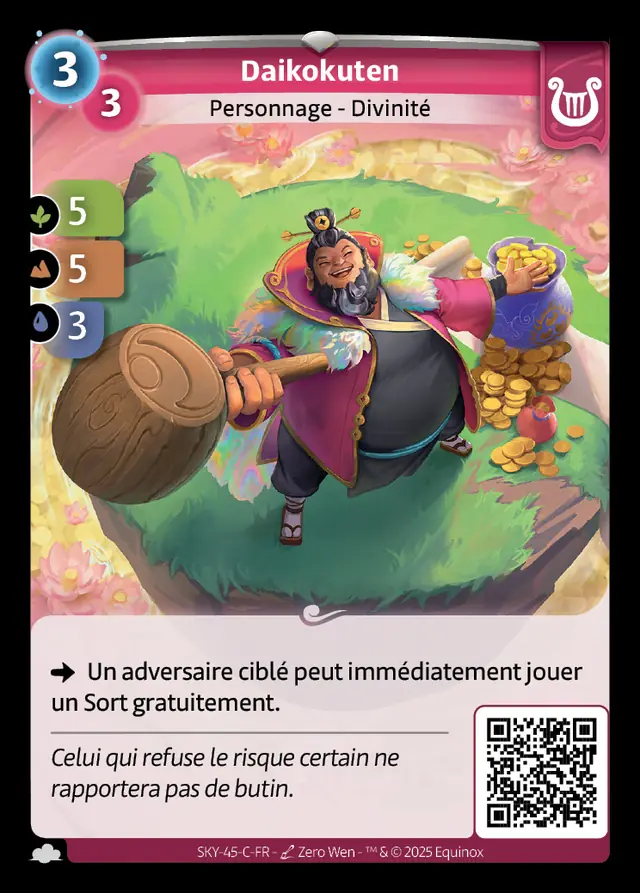 3
Daikokuten
3
Personnage - Divinité
5
5
3
Un adversaire ciblé peut immédiatement jouer
un Sort gratuitement.
Celui qui refuse le risque certain ne
rapportera pas de butin.
SKY-45-C-FR - Zero Wen - ™ & © 2025 Equinox